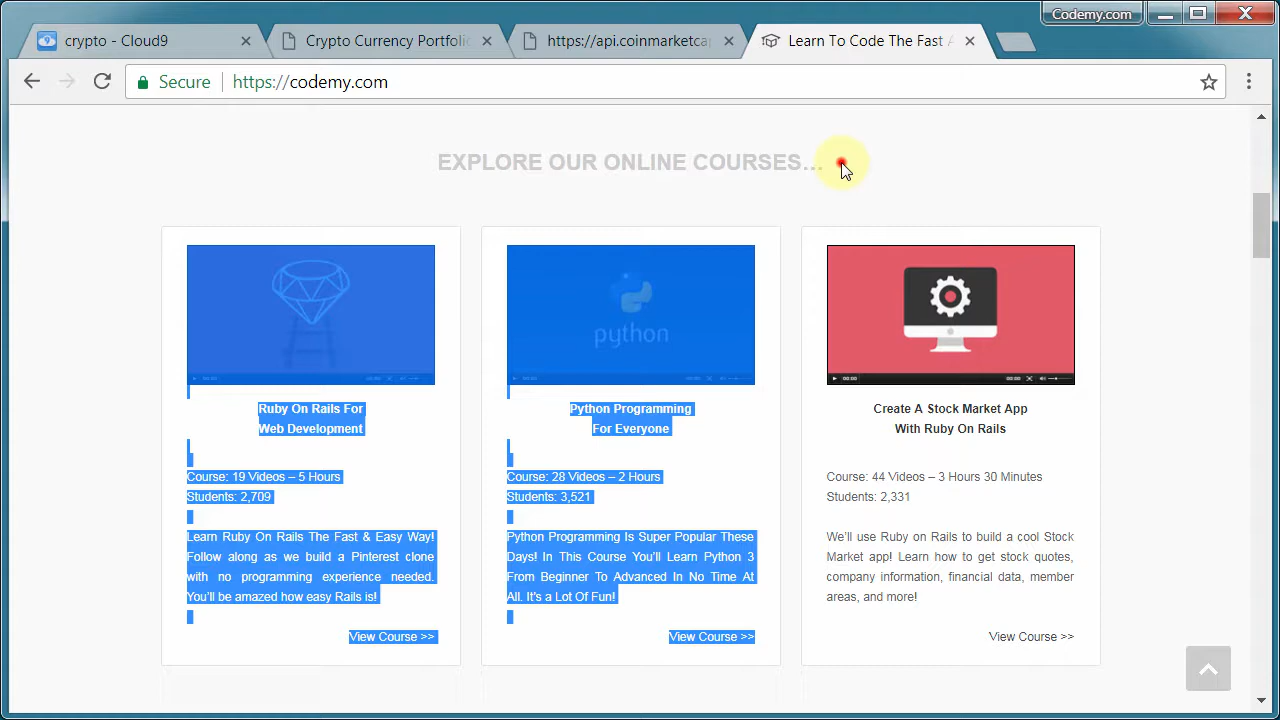 Codemy.com
crypto - Cloud9
Crypto Currency Portfolio
https://api.coinmarketcap
Learn To Code The Fast
Secure
https://codemy.com
EXPLORE OUR ONLINE COURSES...
python
00:00
00:00
Ruby On Rails For
Web Development
Course: 19 Videos – 5 Hours
Students: 2,709
Learn Ruby On Rails The Fast & Easy Way!
Follow along as we build a Pinterest clone
with no programming experience needed.
You'll be amazed how easy Rails is!
View Course >>
Python Programming
For Everyone
Course: 28 Videos – 2 Hours
Students: 3,521
Python Programming Is Super Popular These
Days! In This Course You'll Learn Python 3
From Beginner To Advanced In No Time At
All. It's a Lot Of Fun!
View Course >>
Create A Stock Market App
With Ruby On Rails
Course: 44 Videos – 3 Hours 30 Minutes
Students: 2,331
We'll use Ruby on Rails to build a cool Stock
Market app! Learn how to get stock quotes,
company information, financial data, member
areas, and more!
View Course >>